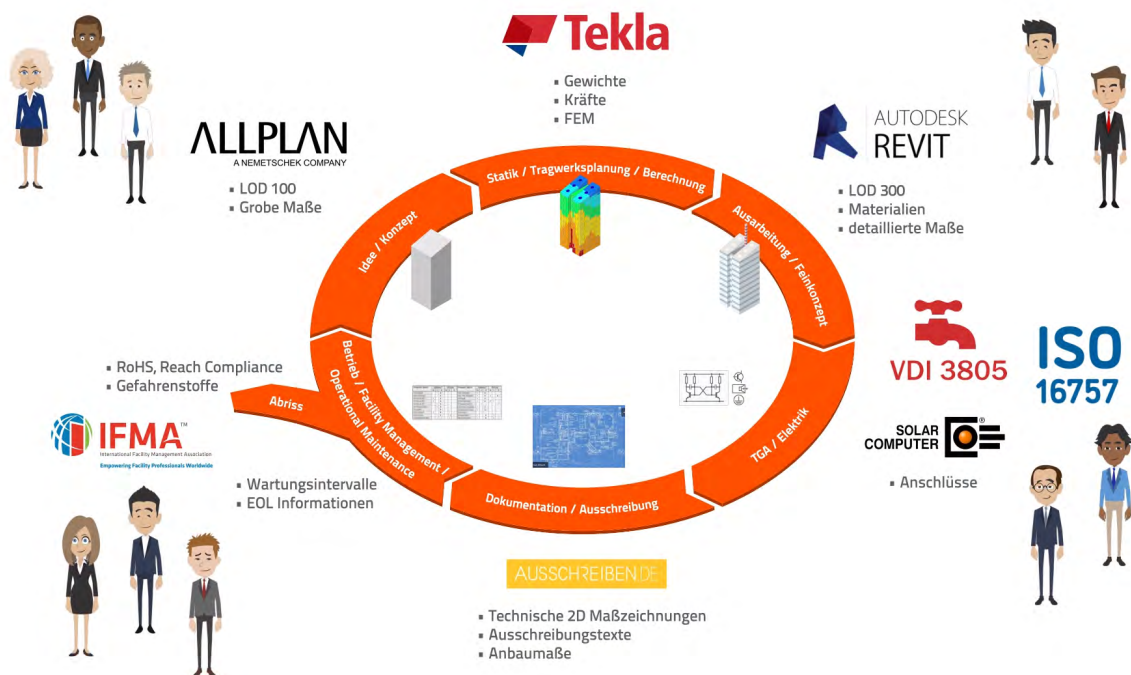 Tekla
▪ Gewichte
▪ Kräfte
▪ FEM
ALLPLAN
A NEMETSCHEK COMPANY
▪ LOD 100
▪ Grobe Maße
AUTODESK
REVIT
▪ LOD 300
▪ Materialien
▪ detaillierte Maße
Statik / Tragwerksplanung / Berechnung
Idee / Konzept
Ausarbeitung / Feinkonzept
VDI 3805
ISO
16757
SOLAR
COMPUTER
®
▪ Anschlüsse
TGA / Elektrik
▪ RoHS, Reach Compliance
▪ Gefahrenstoffe
Abriss
Betrieb / Facility Management /
Operational Maintenance
IFMA™
International Facility Management Association
Empowering Facility Professionals Worldwide
▪ Wartungsintervalle
▪ EOL Informationen
Dokumentation / Ausschreibung
AUSSCHREIBEN.DE
▪ Technische 2D Maßzeichnungen
▪ Ausschreibungstexte
▪ Anbaumaße